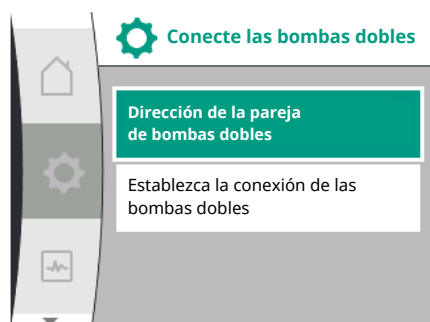 Conecte las bombas dobles
Dirección de la pareja
de bombas dobles
Establezca la conexión de las
bombas dobles